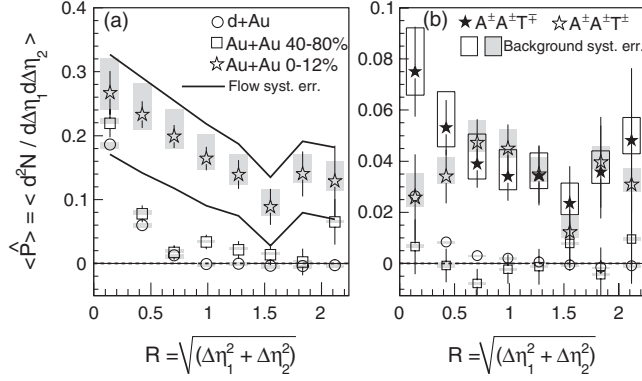 (a)
○ d+Au
□ Au+Au 40-80%
☆ Au+Au 0-12%
— Flow syst. err.
<P̂> = < d²N / dΔη₁dΔη₂ >
0.4
0.3
0.2
0.1
0
0 0.5 1 1.5 2
R = √(Δη₁² + Δη₂²)
(b)
★ A±A±T∓ ☆ A±A±T±
Background syst. err.
0.1
0.08
0.06
0.04
0.02
0
0 0.5 1 1.5 2
R = √(Δη₁² + Δη₂²)